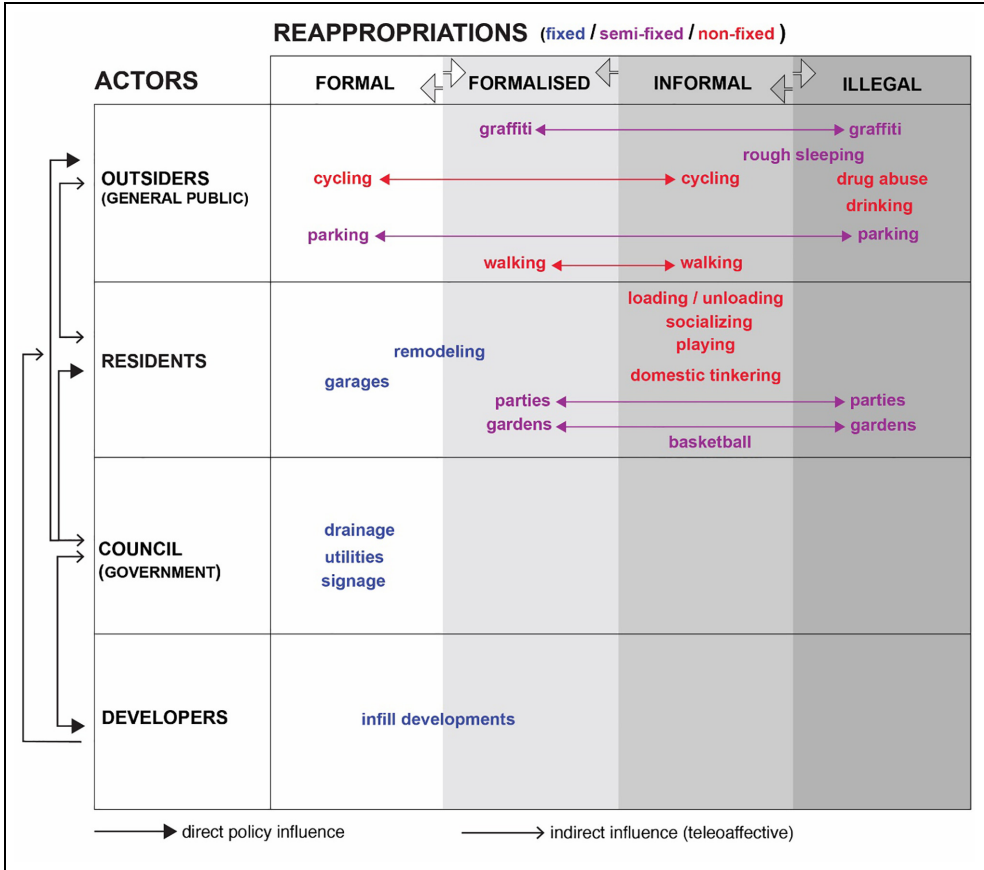 REAPPROPRIATIONS (fixed / semi-fixed / non-fixed)
ACTORS
FORMAL
FORMALISED
INFORMAL
ILLEGAL
OUTSIDERS
(GENERAL PUBLIC)
graffiti
graffiti
rough sleeping
cycling
cycling
drug abuse
drinking
parking
parking
walking
walking
RESIDENTS
loading / unloading
socializing
playing
remodeling
garages
domestic tinkering
parties
parties
gardens
gardens
basketball
COUNCIL
(GOVERNMENT)
drainage
utilities
signage
DEVELOPERS
infill developments
direct policy influence
indirect influence (teleoaffective)